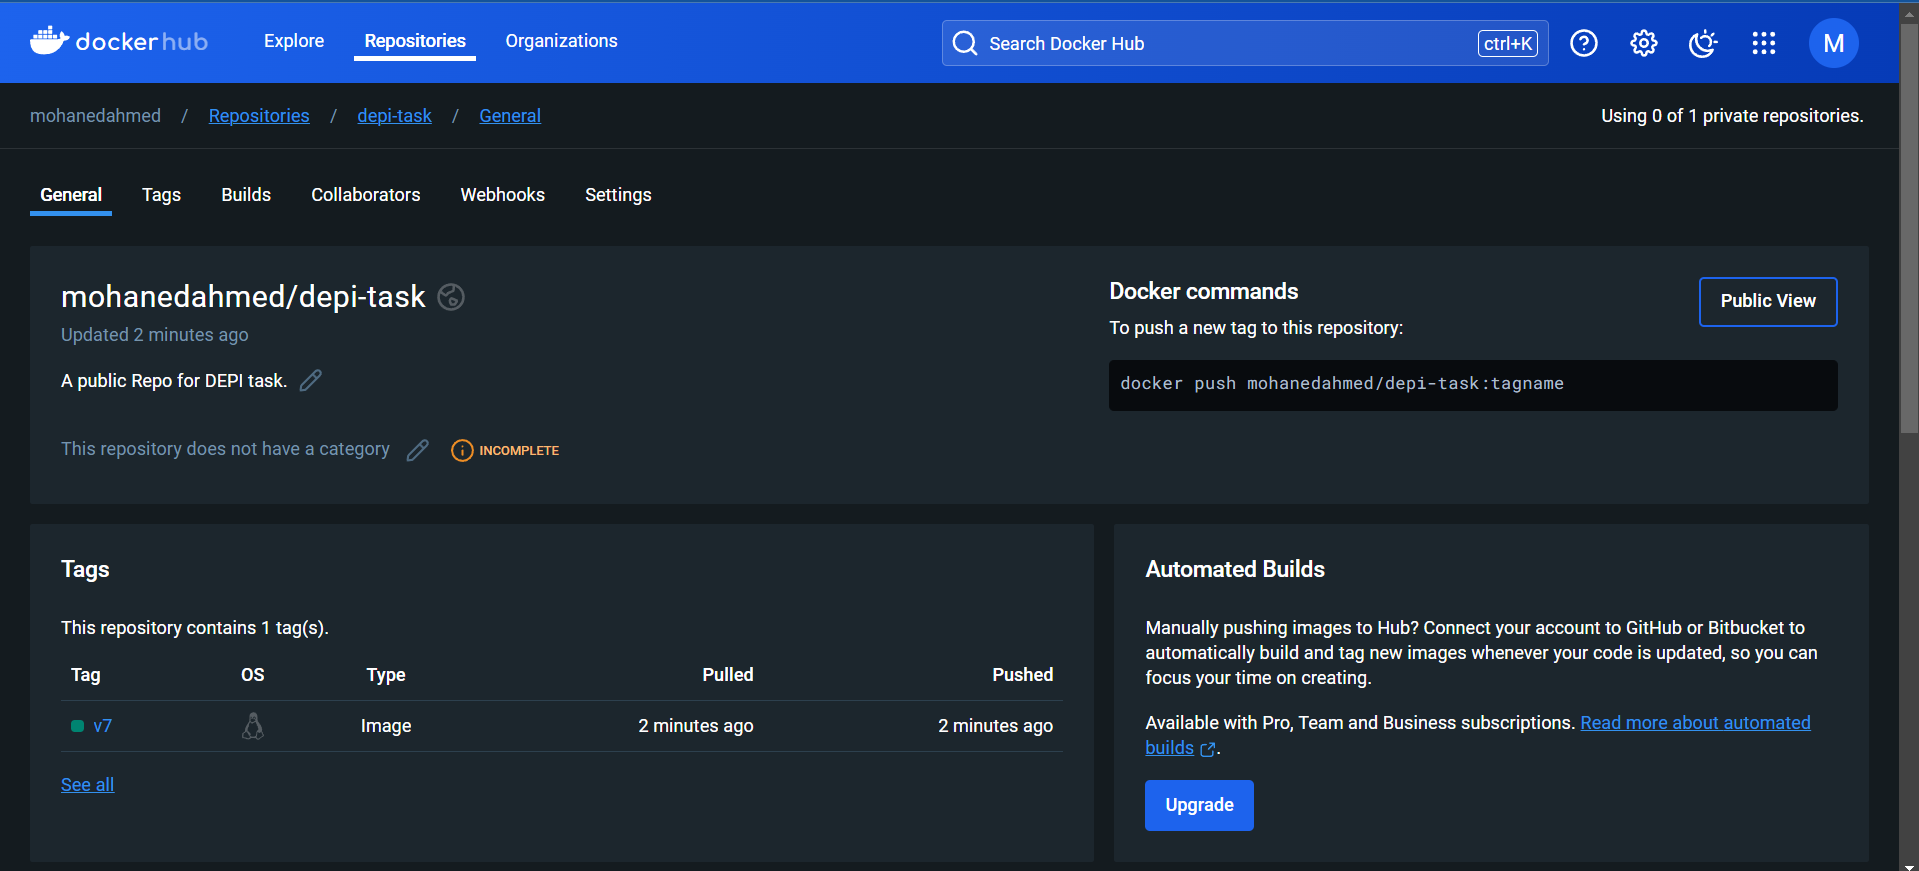 docker hub
Explore
Repositories
Organizations
Search Docker Hub
ctrl+K
M
mohanedahmed / Repositories / depi-task / General
Using 0 of 1 private repositories.
General
Tags
Builds
Collaborators
Webhooks
Settings
mohanedahmed/depi-task
Updated 2 minutes ago
A public Repo for DEPI task.
This repository does not have a category
INCOMPLETE
Docker commands
Public View
To push a new tag to this repository:
docker push mohanedahmed/depi-task:tagname
Tags
This repository contains 1 tag(s).
Tag OS Type Pulled Pushed
v7 Image 2 minutes ago 2 minutes ago
See all
Automated Builds
Manually pushing images to Hub? Connect your account to GitHub or Bitbucket to
automatically build and tag new images whenever your code is updated, so you can
focus your time on creating.
Available with Pro, Team and Business subscriptions. Read more about automated
builds .
Upgrade